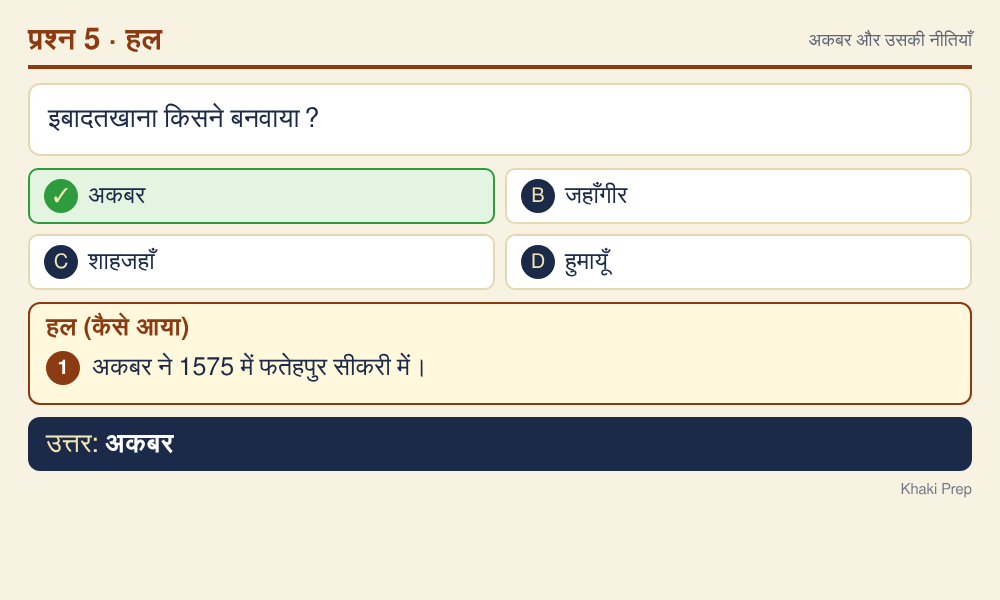 प्रश्न 5 · हल
अकबर और उसकी नीतियाँ
इबादतखाना किसने बनवाया ?
✓ अकबर
B जहाँगीर
C शाहजहाँ
D हुमायूँ
हल (कैसे आया)
1 अकबर ने 1575 में फतेहपुर सीकरी में।
उत्तर: अकबर
Khaki Prep